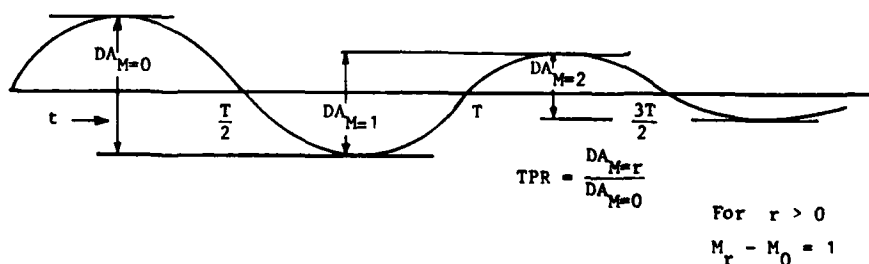 DA_{M=0}
DA_{M=2}
t
T/2
DA_{M=1}
T
3T/2
TPR = DA_{M=r}/DA_{M=0}
For r > 0
M_r - M_0 = 1